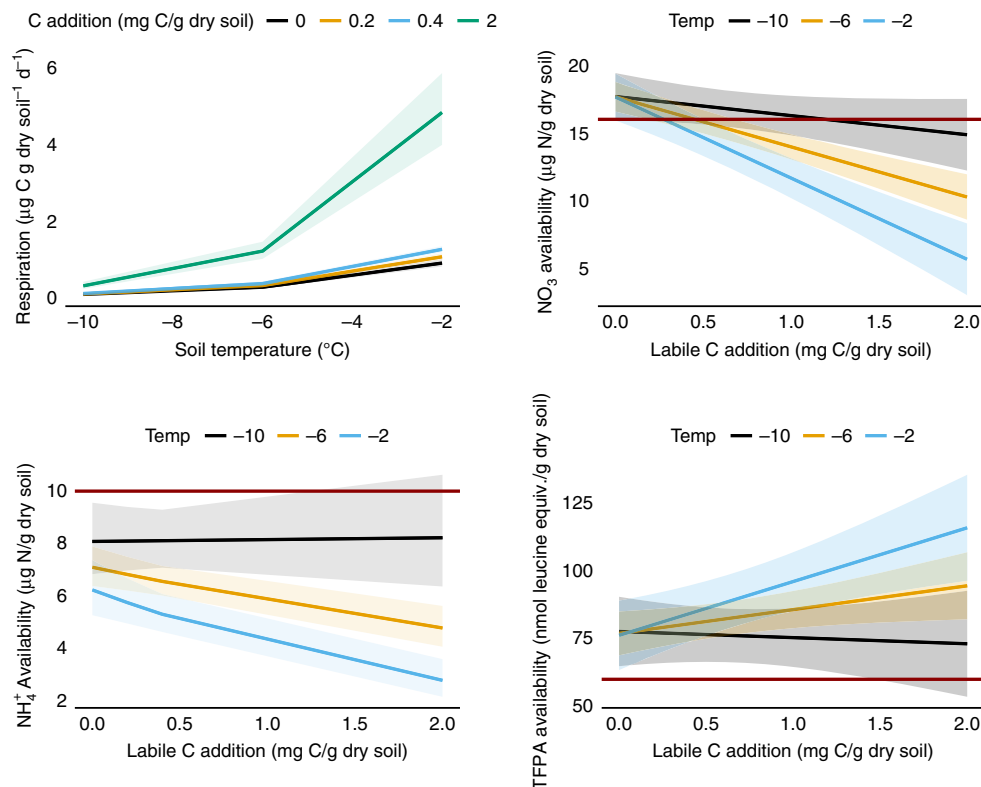 C addition (mg C/g dry soil) 0 0.2 0.4 2
Respiration (µg C g dry soil⁻¹ d⁻¹)
6
4
2
0
–10 –8 –6 –4 –2
Soil temperature (°C)
Temp –10 –6 –2
NO₃ availability (µg N/g dry soil)
20
15
10
5
0.0 0.5 1.0 1.5 2.0
Labile C addition (mg C/g dry soil)
Temp –10 –6 –2
NH₄⁺ Availability (µg N/g dry soil)
10
8
6
4
2
0.0 0.5 1.0 1.5 2.0
Labile C addition (mg C/g dry soil)
Temp –10 –6 –2
TFPA availability (nmol leucine equiv./g dry soil)
125
100
75
50
0.0 0.5 1.0 1.5 2.0
Labile C addition (mg C/g dry soil)